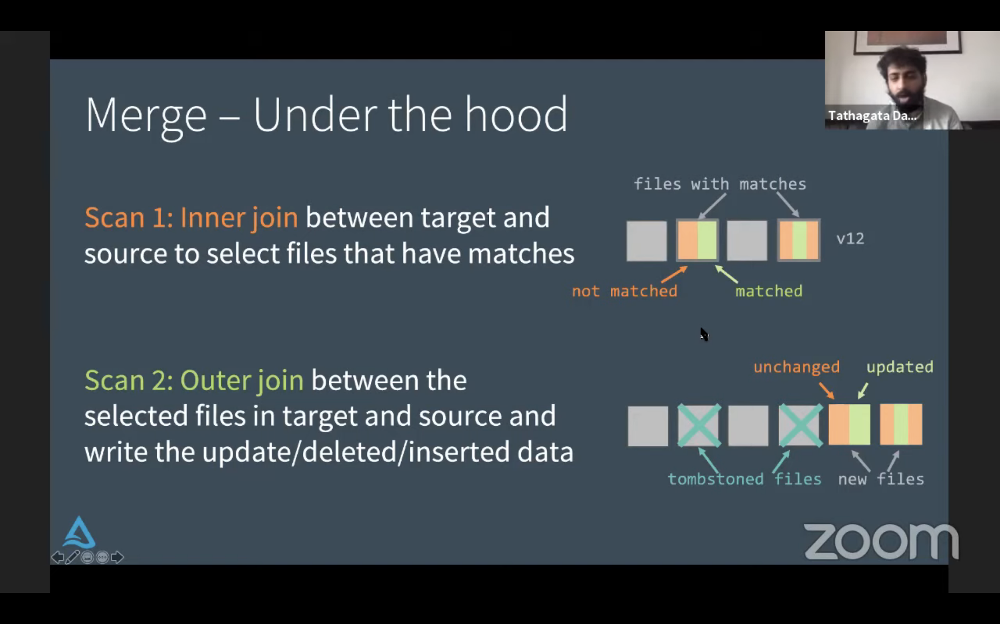 Merge – Under the hood
Tathagata Da...
Scan 1: Inner join between target and
source to select files that have matches
files with matches
v12
not matched
matched
Scan 2: Outer join between the
selected files in target and source and
write the update/deleted/inserted data
unchanged
updated
tombstoned files
new files
zoom